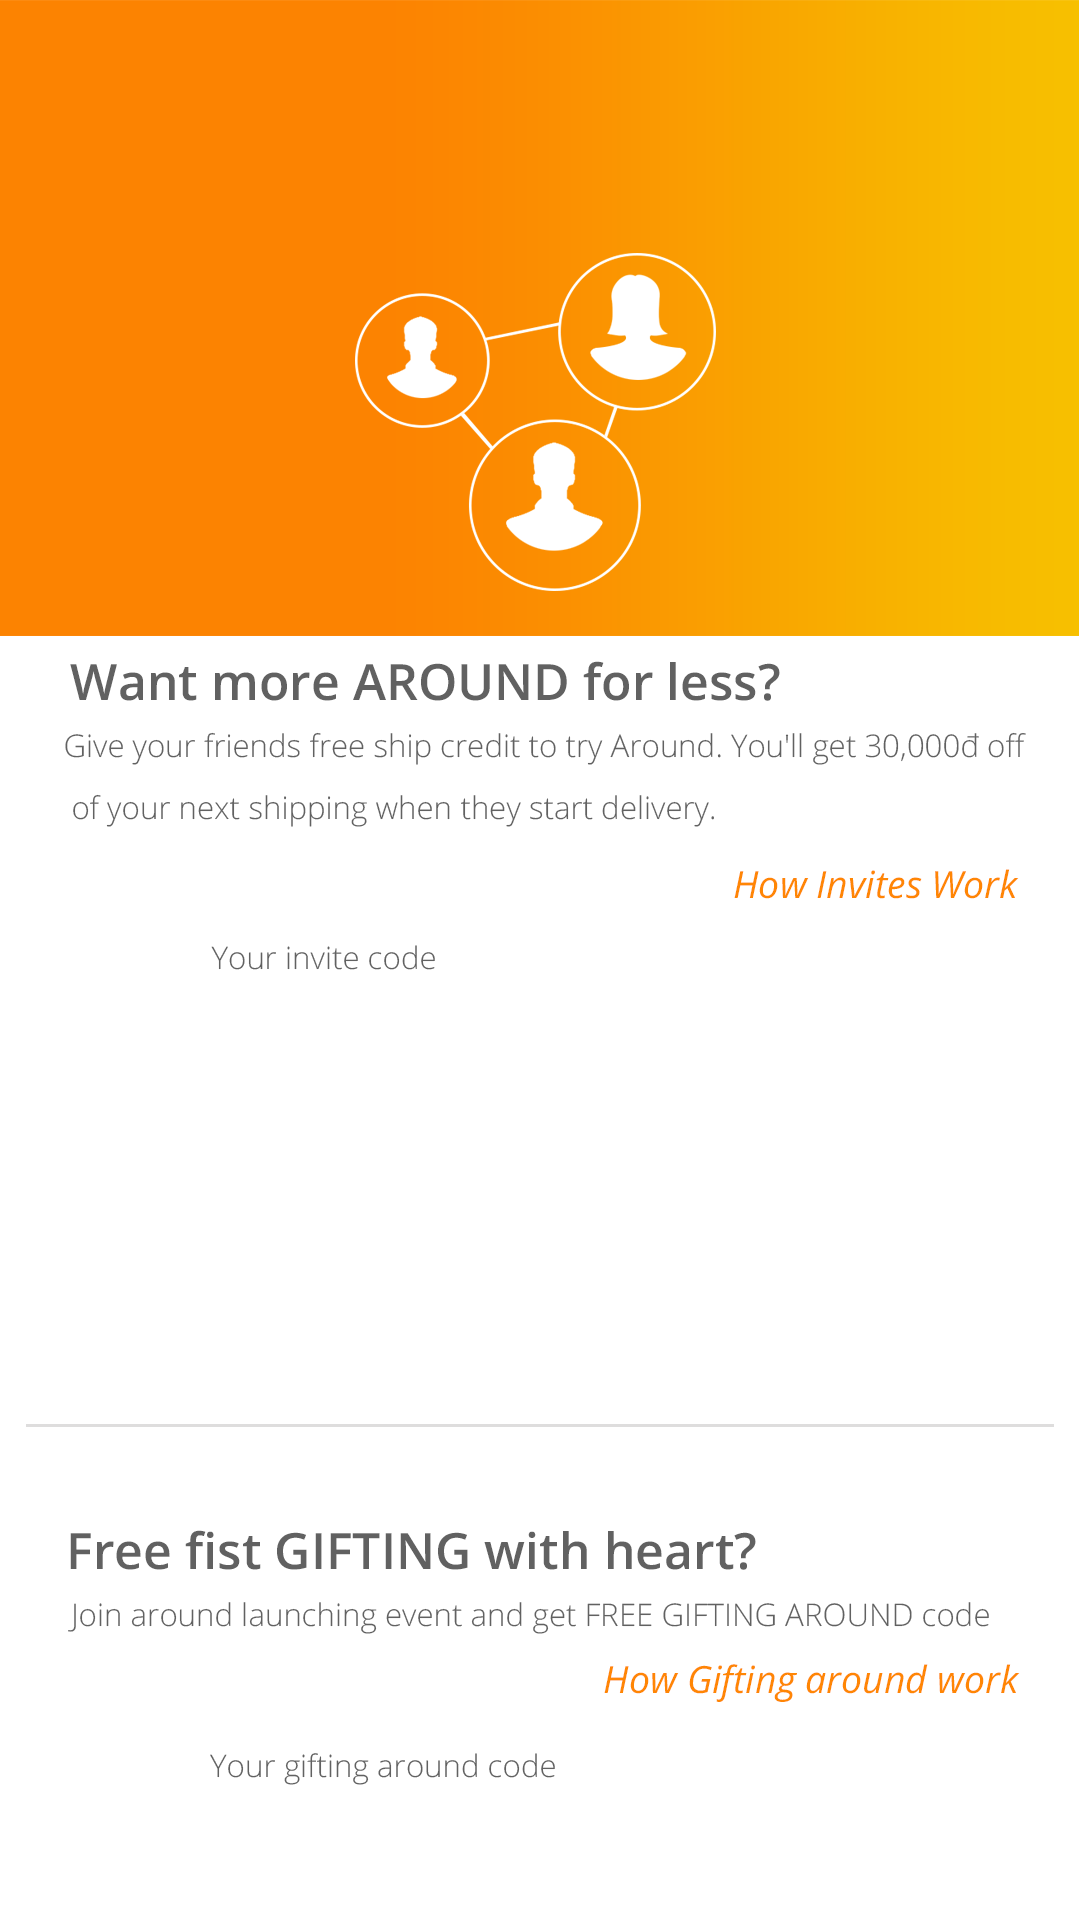 Want more AROUND for less?
Give your friends free ship credit to try Around. You'll get 30,000đ off
of your next shipping when they start delivery.
How Invites Work
Your invite code
Free fist GIFTING with heart?
Join around launching event and get FREE GIFTING AROUND code
How Gifting around work
Your gifting around code